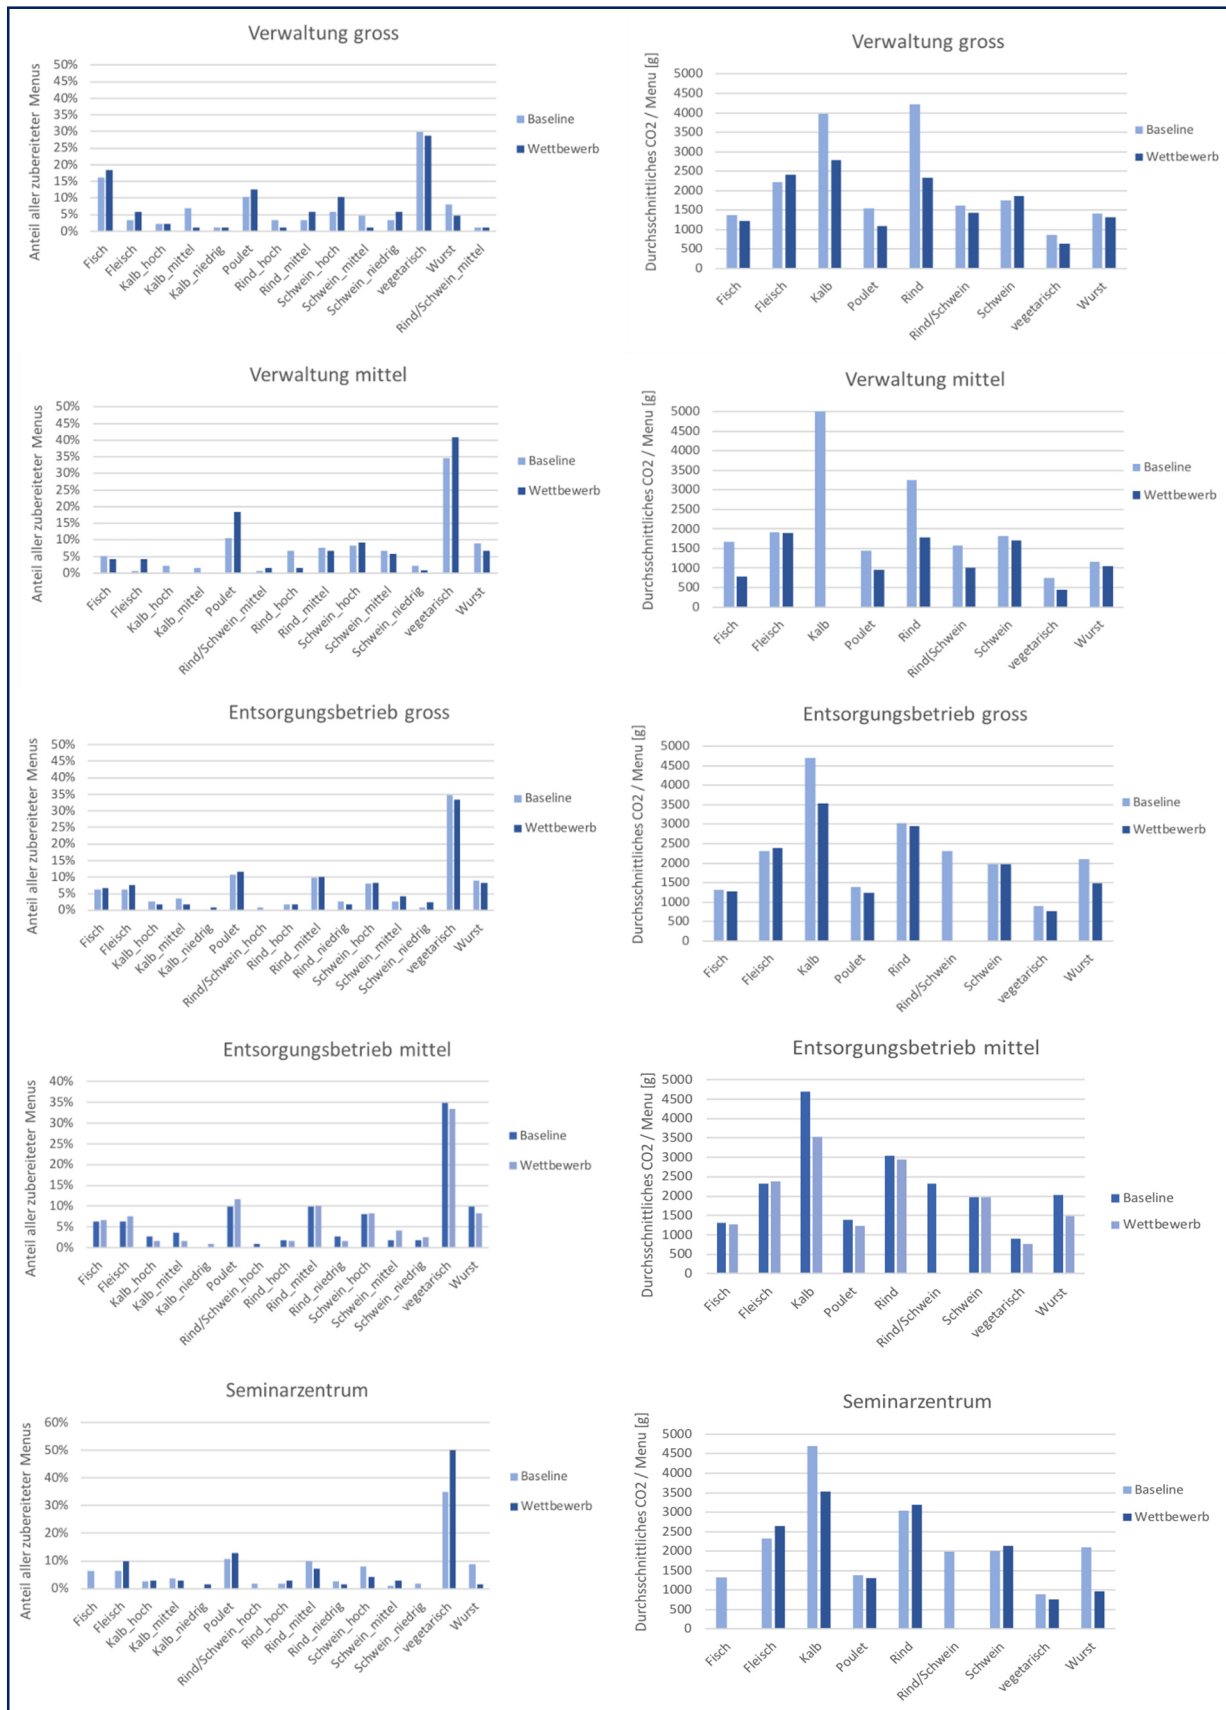 Verwaltung gross
Anteil aller zubereiteter Menus
50%
45%
40%
35%
30%
25%
20%
15%
10%
5%
0%
Fisch
Fleisch
Kalb_hoch
Kalb_mittel
Kalb_niedrig
Poulet
Rind_hoch
Rind_mittel
Schwein_hoch
Schwein_mittel
Schwein_niedrig
vegetarisch
Wurst
Rind/Schwein_mittel
Baseline
Wettbewerb
Verwaltung gross
Durchsschnittliches CO2 / Menu [g]
5000
4500
4000
3500
3000
2500
2000
1500
1000
500
0
Fisch
Fleisch
Kalb
Poulet
Rind
Rind/Schwein
Schwein
vegetarisch
Wurst
Baseline
Wettbewerb
Verwaltung mittel
Anteil aller zubereiteter Menus
50%
45%
40%
35%
30%
25%
20%
15%
10%
5%
0%
Fisch
Fleisch
Kalb_hoch
Kalb_mittel
Poulet
Rind/Schwein_mittel
Rind_hoch
Rind_mittel
Schwein_hoch
Schwein_mittel
Schwein_niedrig
vegetarisch
Wurst
Baseline
Wettbewerb
Verwaltung mittel
Durchsschnittliches CO2 / Menu [g]
5000
4500
4000
3500
3000
2500
2000
1500
1000
500
0
Fisch
Fleisch
Kalb
Poulet
Rind
Rind(Schwein
Schwein
vegetarisch
Wurst
Baseline
Wettbewerb
Entsorgungsbetrieb gross
Anteil aller zubereiteter Menus
50%
45%
40%
35%
30%
25%
20%
15%
10%
5%
0%
Fisch
Fleisch
Kalb_hoch
Kalb_mittel
Kalb_niedrig
Poulet
Rind/Schwein_hoch
Rind_hoch
Rind_mittel
Rind_niedrig
Schwein_hoch
Schwein_mittel
Schwein_niedrig
vegetarisch
Wurst
Baseline
Wettbewerb
Entsorgungsbetrieb gross
Durchsschnittliches CO2 / Menu [g]
5000
4500
4000
3500
3000
2500
2000
1500
1000
500
0
Fisch
Fleisch
Kalb
Poulet
Rind
Rind/Schwein
Schwein
vegetarisch
Wurst
Baseline
Wettbewerb
Entsorgungsbetrieb mittel
Anteil aller zubereiteter Menus
40%
35%
30%
25%
20%
15%
10%
5%
0%
Fisch
Fleisch
Kalb_hoch
Kalb_mittel
Kalb_niedrig
Poulet
Rind/Schwein_hoch
Rind_hoch
Rind_mittel
Rind_niedrig
Schwein_hoch
Schwein_mittel
Schwein_niedrig
vegetarisch
Wurst
Baseline
Wettbewerb
Entsorgungsbetrieb mittel
Durchsschnittliches CO2 / Menu [g]
5000
4500
4000
3500
3000
2500
2000
1500
1000
500
0
Fisch
Fleisch
Kalb
Poulet
Rind
Rind/Schwein
Schwein
vegetarisch
Wurst
Baseline
Wettbewerb
Seminarzentrum
Anteil aller zubereiteter Menus
60%
50%
40%
30%
20%
10%
0%
Fisch
Fleisch
Kalb_hoch
Kalb_mittel
Kalb_niedrig
Poulet
Rind/Schwein_hoch
Rind_hoch
Rind_mittel
Rind_niedrig
Schwein_hoch
Schwein_mittel
Schwein_niedrig
vegetarisch
Wurst
Baseline
Wettbewerb
Seminarzentrum
Durchsschnittliches CO2 / Menu [g]
5000
4500
4000
3500
3000
2500
2000
1500
1000
500
0
Fisch
Fleisch
Kalb
Poulet
Rind
Rind/Schwein
Schwein
vegetarisch
Wurst
Baseline
Wettbewerb